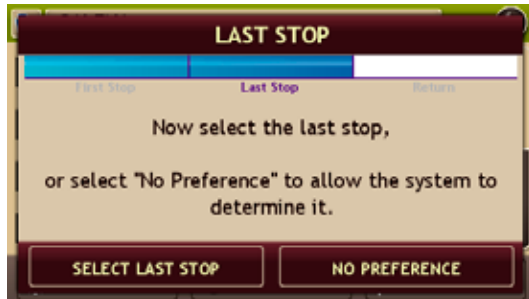 LAST STOP
First Stop Last Stop Return
Now select the last stop,
or select "No Preference" to allow the system to
determine it.
SELECT LAST STOP NO PREFERENCE